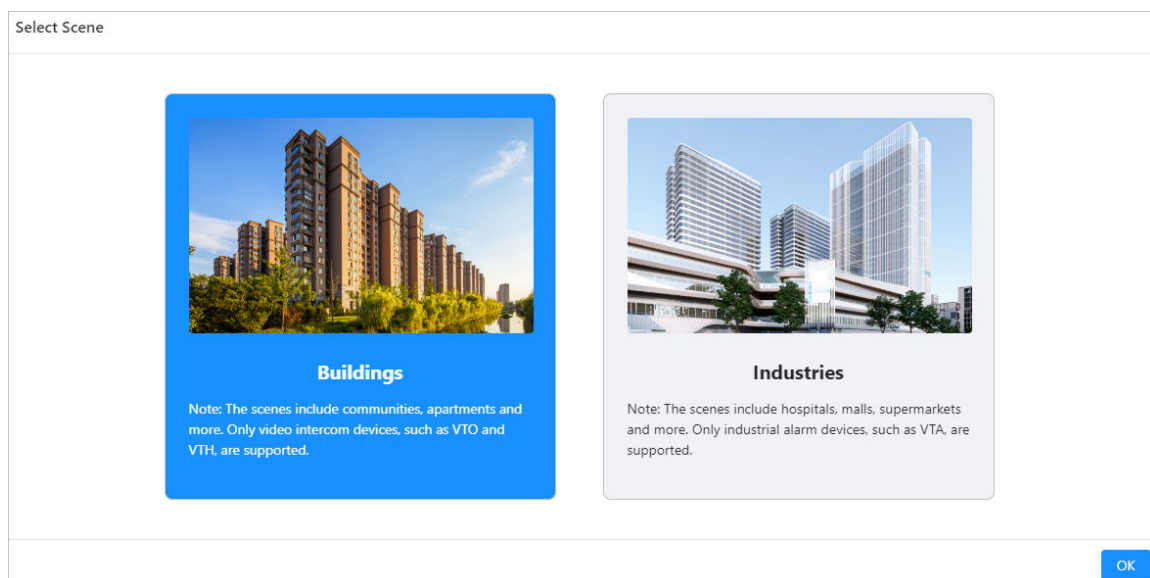 Select Scene
Buildings
Note: The scenes include communities, apartments and
more. Only video intercom devices, such as VTO and
VTH, are supported.
Industries
Note: The scenes include hospitals, malls, supermarkets
and more. Only industrial alarm devices, such as VTA, are
supported.
OK